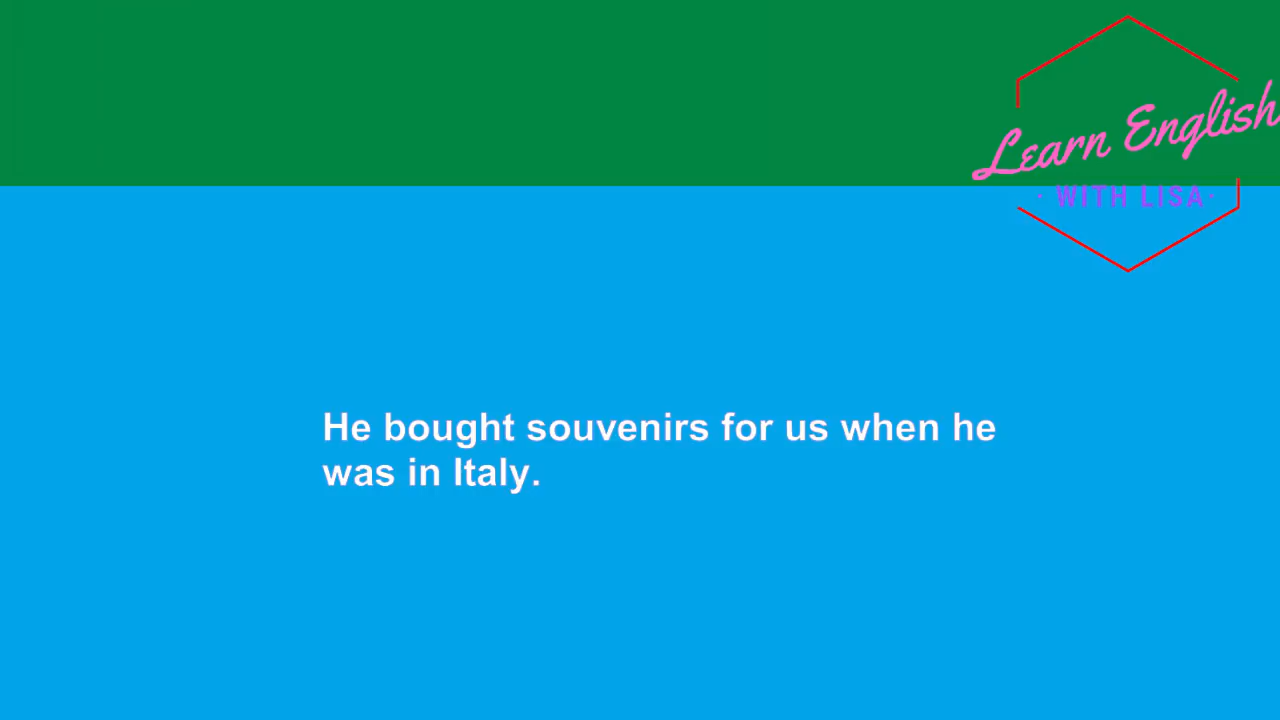 Learn English
· WITH LISA ·
He bought souvenirs for us when he
was in Italy.